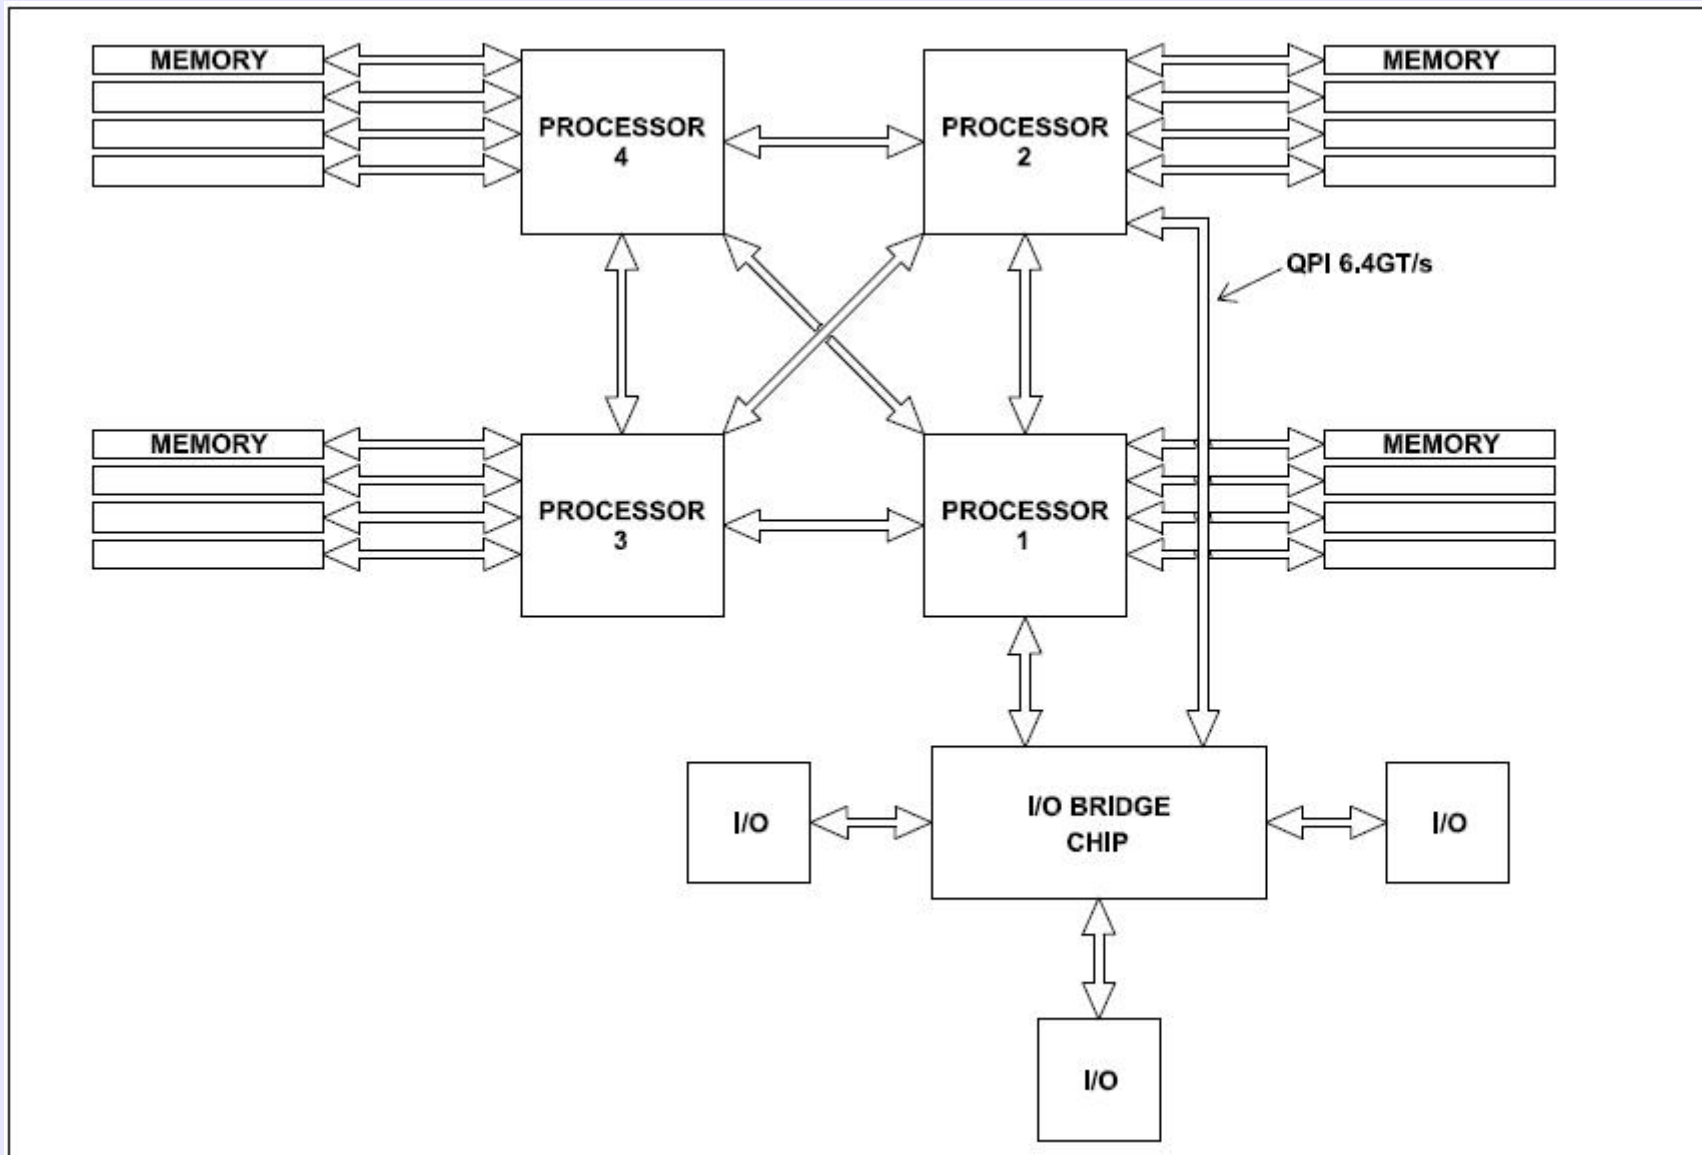 MEMORY
PROCESSOR
4
PROCESSOR
2
MEMORY
QPI 6.4GT/s
MEMORY
PROCESSOR
3
PROCESSOR
1
MEMORY
I/O
I/O BRIDGE
CHIP
I/O
I/O